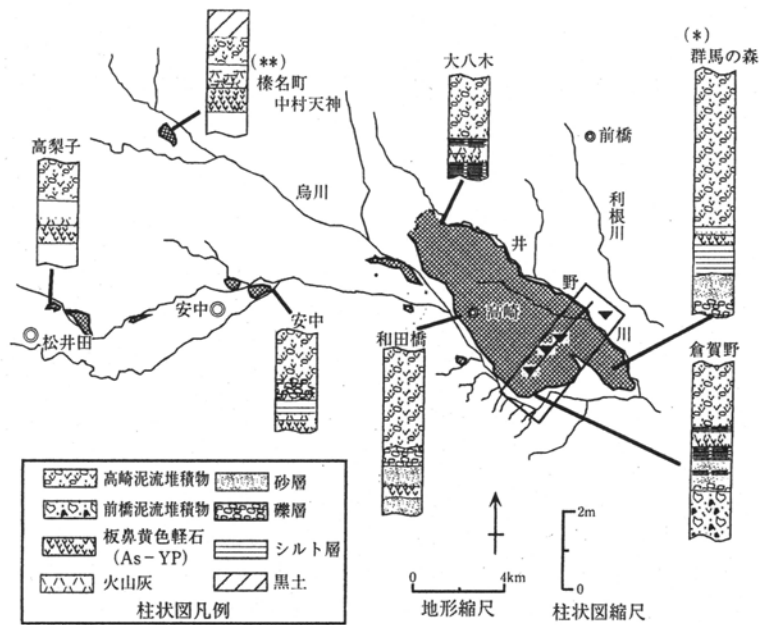 (**)
榛名町
中村天神
大八木
(*)
群馬の森
高梨子
烏川
前橋
利根川
井野川
高崎
安中
松井田
安中
和田橋
倉賀野
高崎泥流堆積物
砂層
前橋泥流堆積物
礫層
板鼻黄色軽石
(As-YP)
シルト層
火山灰
黒土
柱状図凡例
0 4km
地形縮尺
2m
0
柱状図縮尺